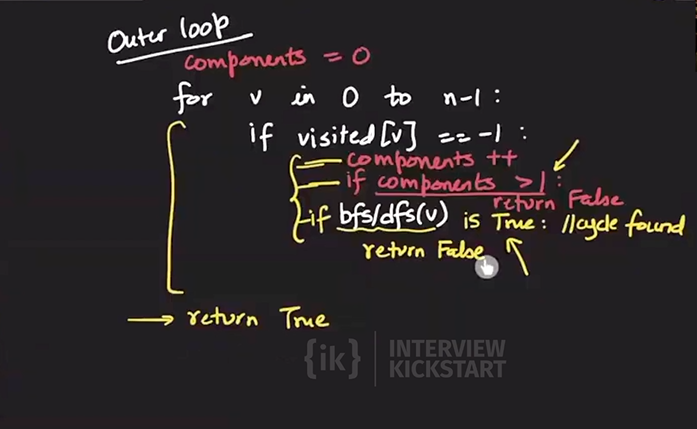 Outer loop
components = 0
for v in 0 to n-1:
if visited[v] == -1:
components ++
if components >1:
return False
if bfs/dfs(v) is True: //cycle found
return False
return True
{ik} INTERVIEW
KICKSTART